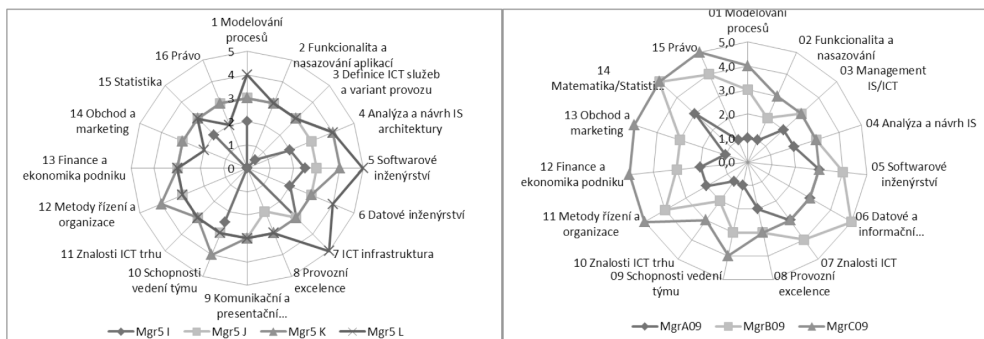 1 Modelování
procesů
5
4
3
2
1
0
2 Funkcionalita a
nasazování aplikací
3 Definice ICT služeb
a variant provozu
4 Analýza a návrh IS
architektury
5 Softwarové
inženýrství
6 Datové inženýrství
7 ICT infrastruktura
8 Provozní
excelence
9 Komunikační a
presentační...
10 Schopnosti
vedení týmu
11 Znalosti ICT trhu
12 Metody řízení a
organizace
13 Finance a
ekonomika podniku
14 Obchod a
marketing
15 Statistika
16 Právo
Mgr5 I
Mgr5 J
Mgr5 K
Mgr5 L
01 Modelování
procesů
5,0
4,0
3,0
2,0
1,0
0,0
02 Funkcionalita a
nasazování
03 Management
IS/ICT
04 Analýza a návrh IS
05 Softwarové
inženýrství
06 Datové a
informační...
07 Znalosti ICT
08 Provozní
excelence
09 Schopnosti vedení
týmu
10 Znalosti ICT trhu
11 Metody řízení a
organizace
12 Finance a
ekonomika podniku
13 Obchod a
marketing
14
Matematika/Statisti...
15 Právo
MgrA09
MgrB09
MgrC09